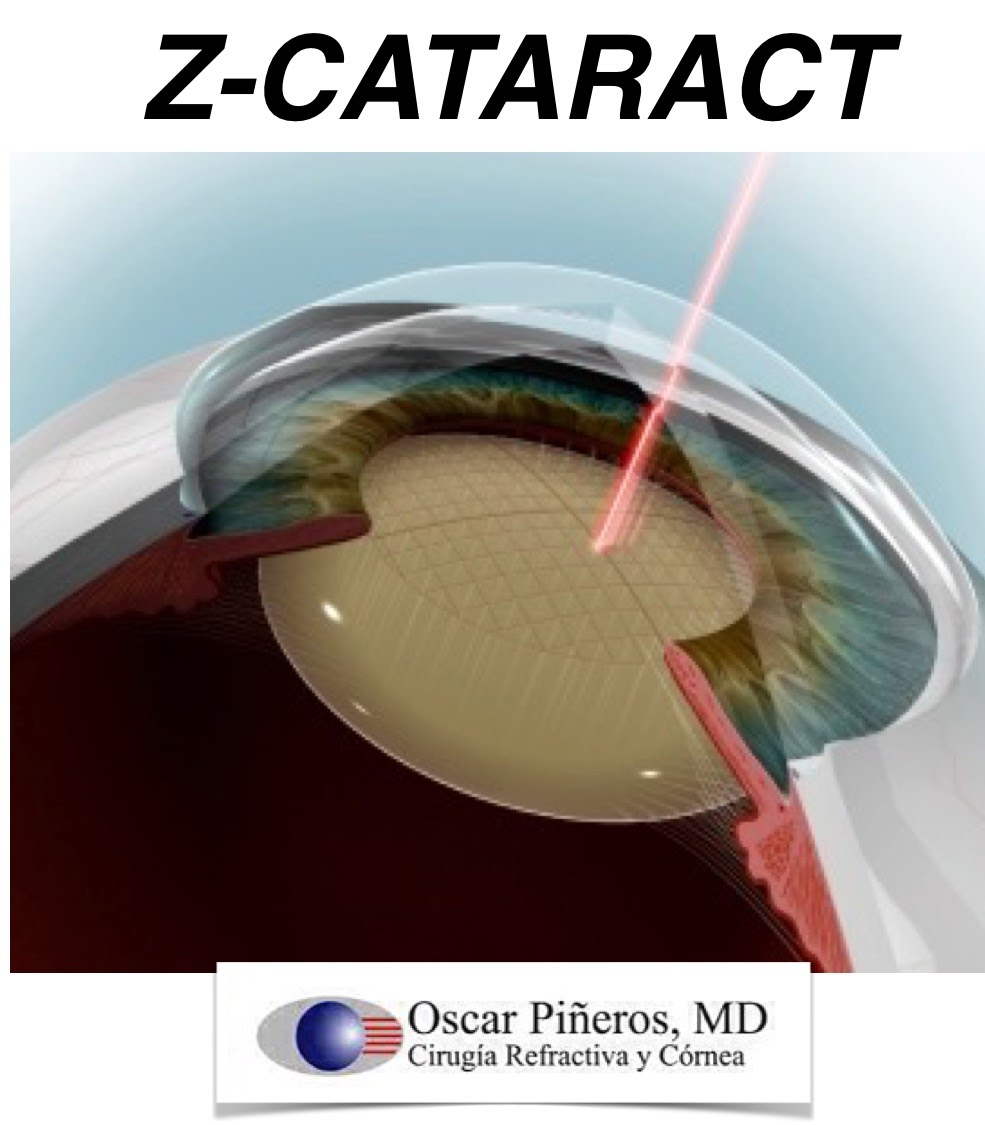 Z-CATARACT
Oscar Piñeros, MD
Cirugía Refractiva y Córnea